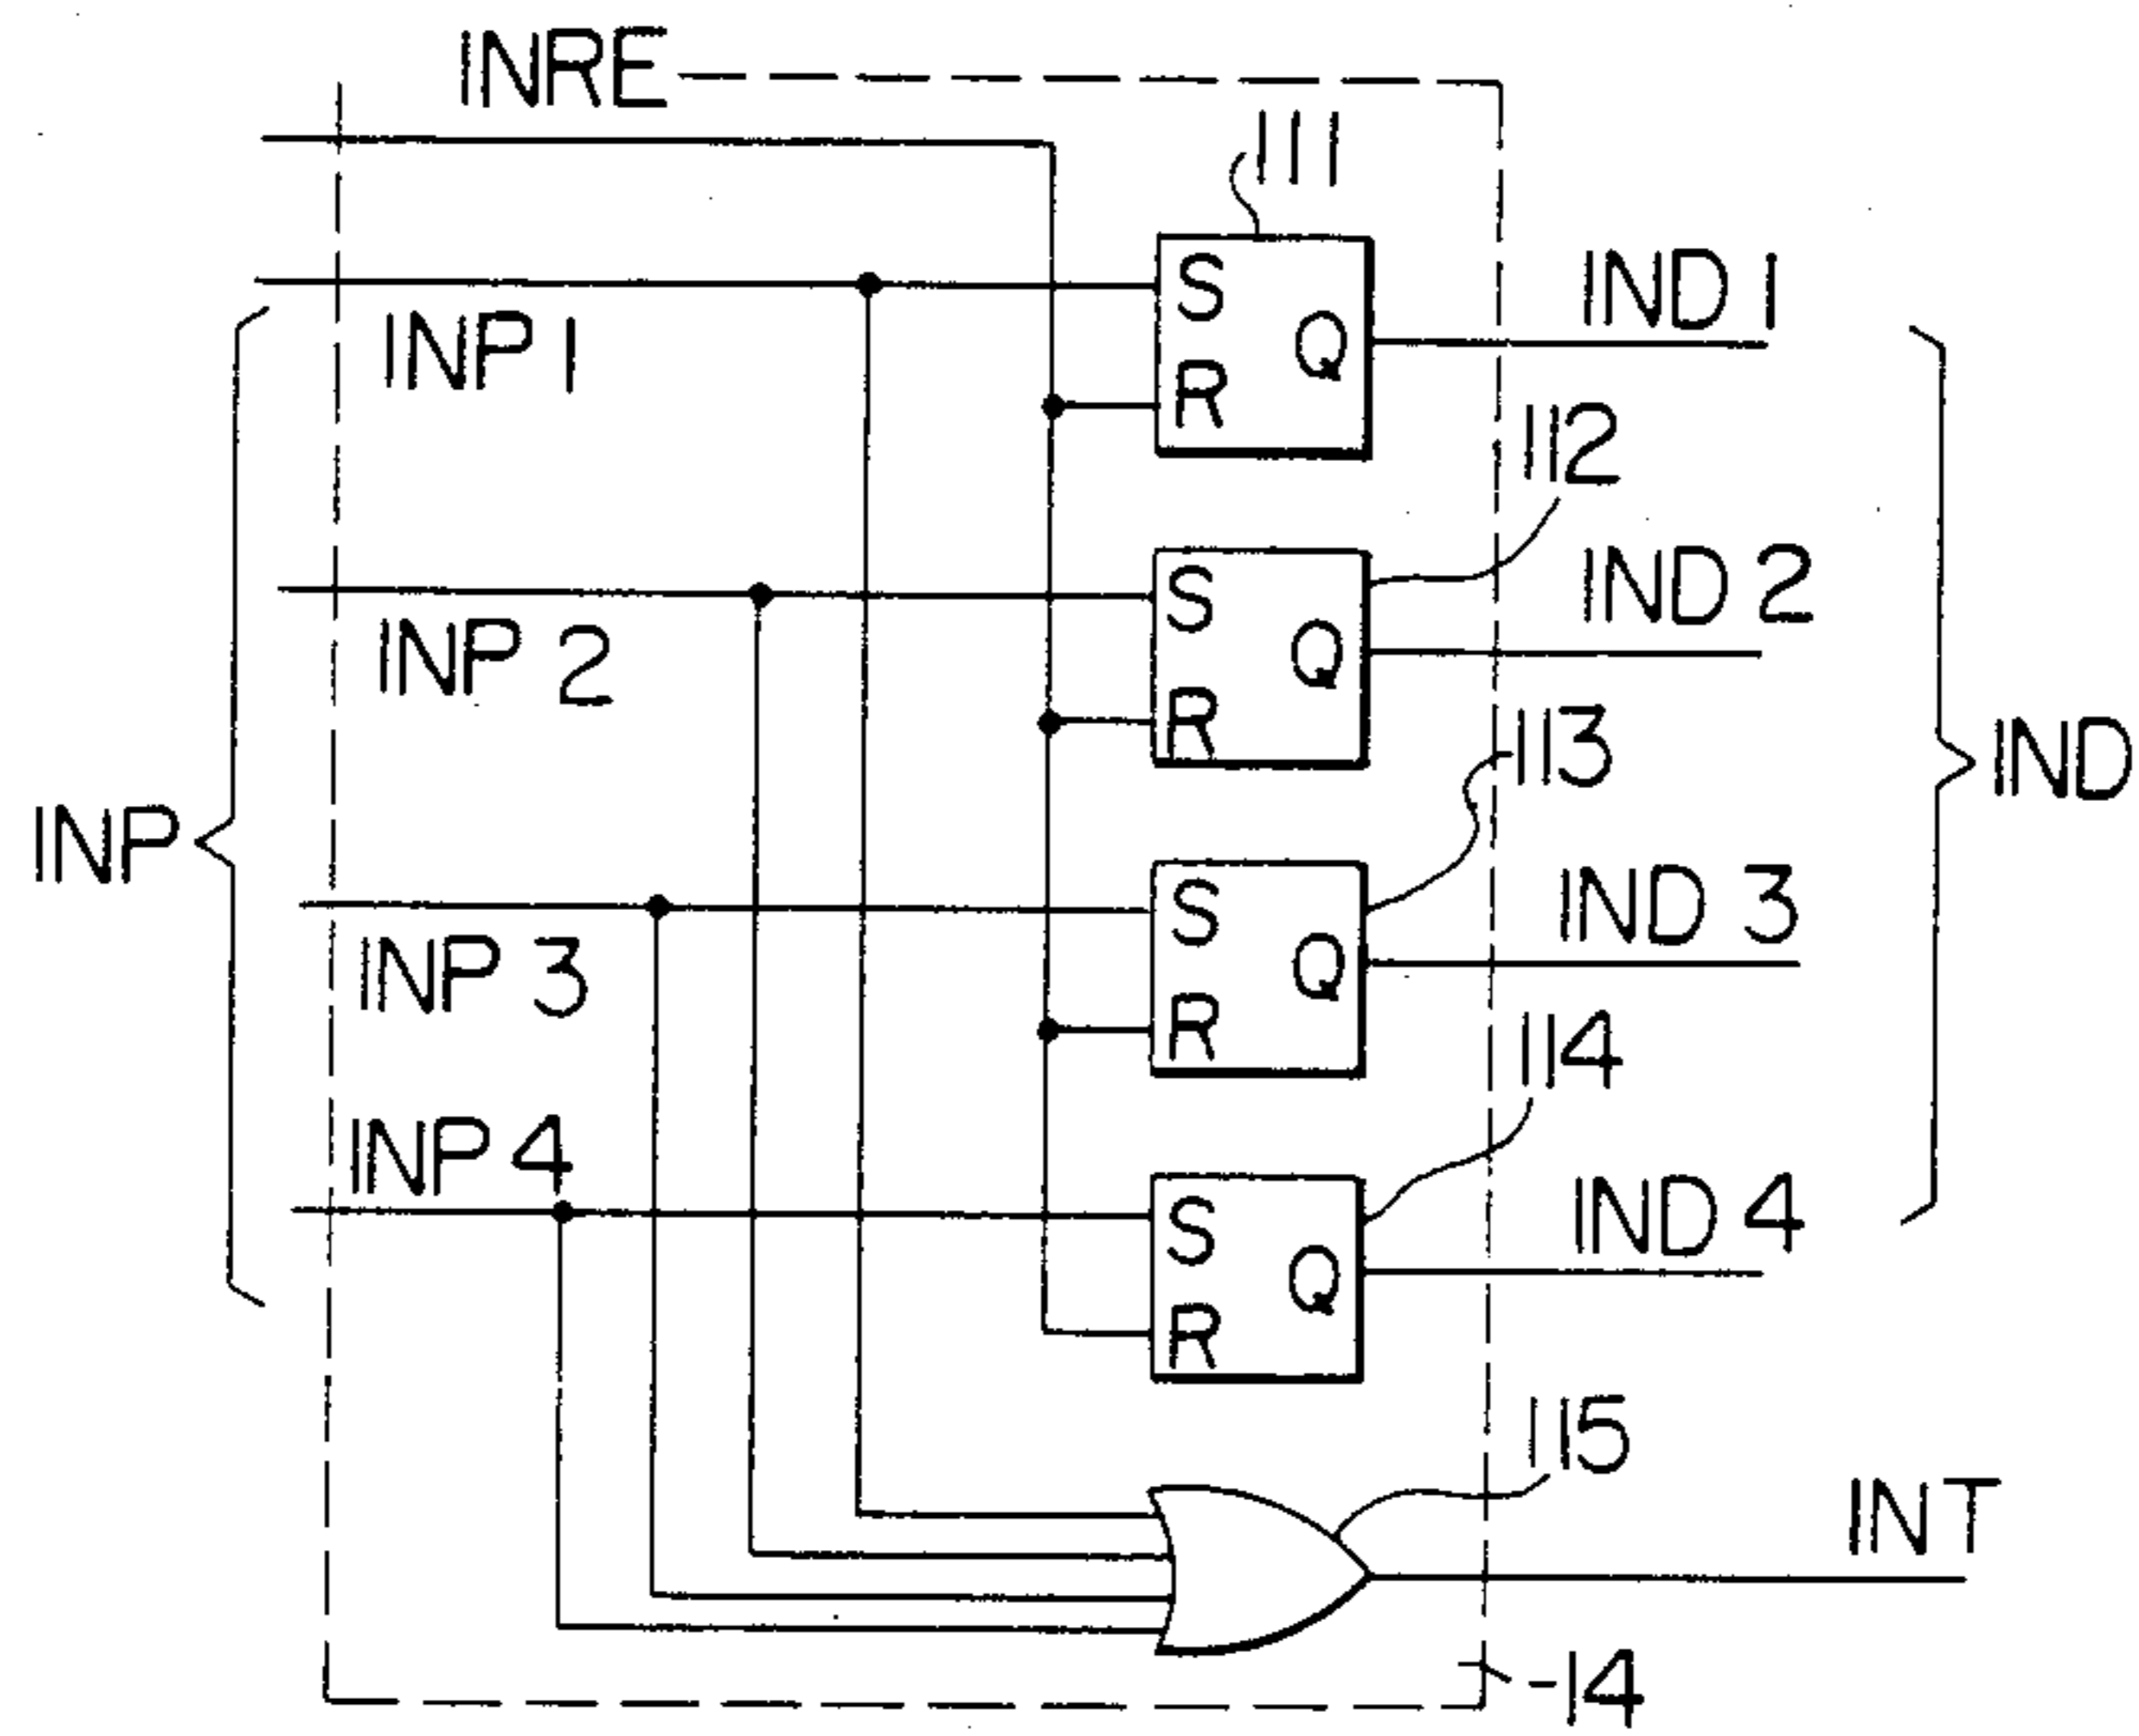 INRE
111
S
Q
R
INP 1
IND 1
112
S
Q
R
INP 2
IND 2
113
INP
IND
S
Q
R
INP 3
IND 3
114
INP 4
S
Q
R
IND 4
115
INT
14